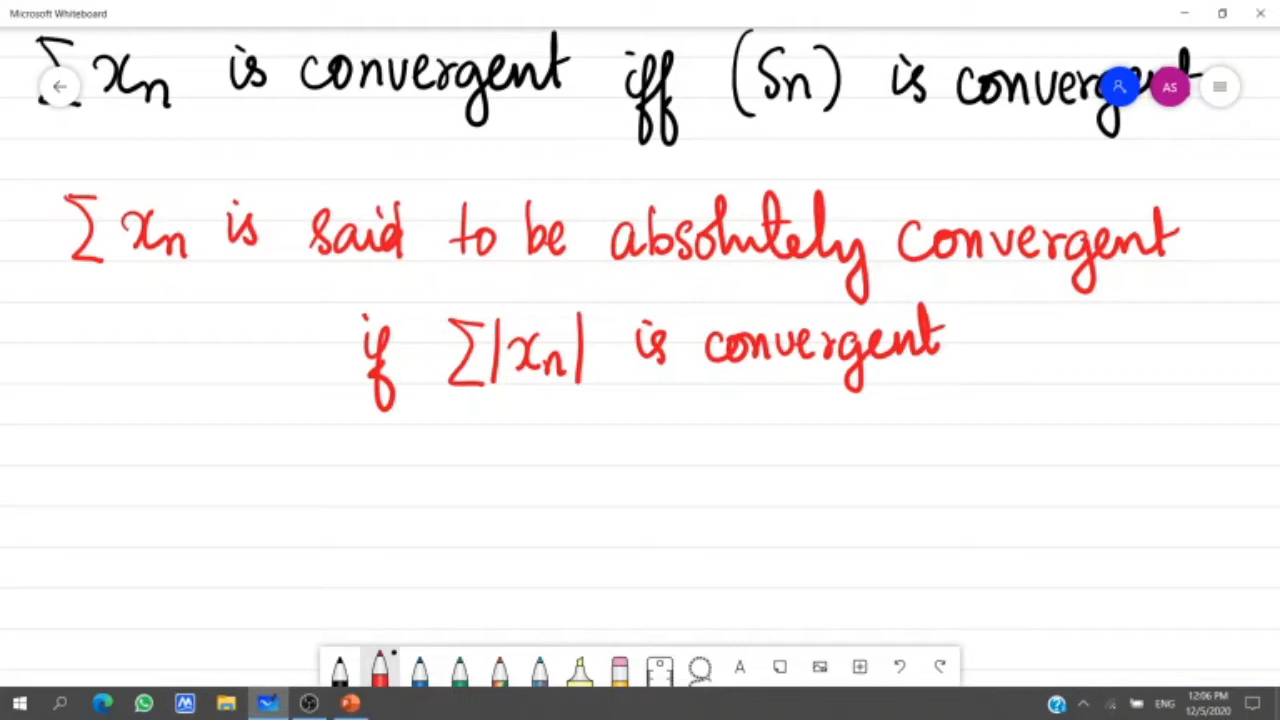 Microsoft Whiteboard
∑ xn is convergent iff (Sn) is convergent
AS
∑ xn is said to be absolutely convergent
if ∑|xn| is convergent
A
ENG
12:06 PM
12/5/2020